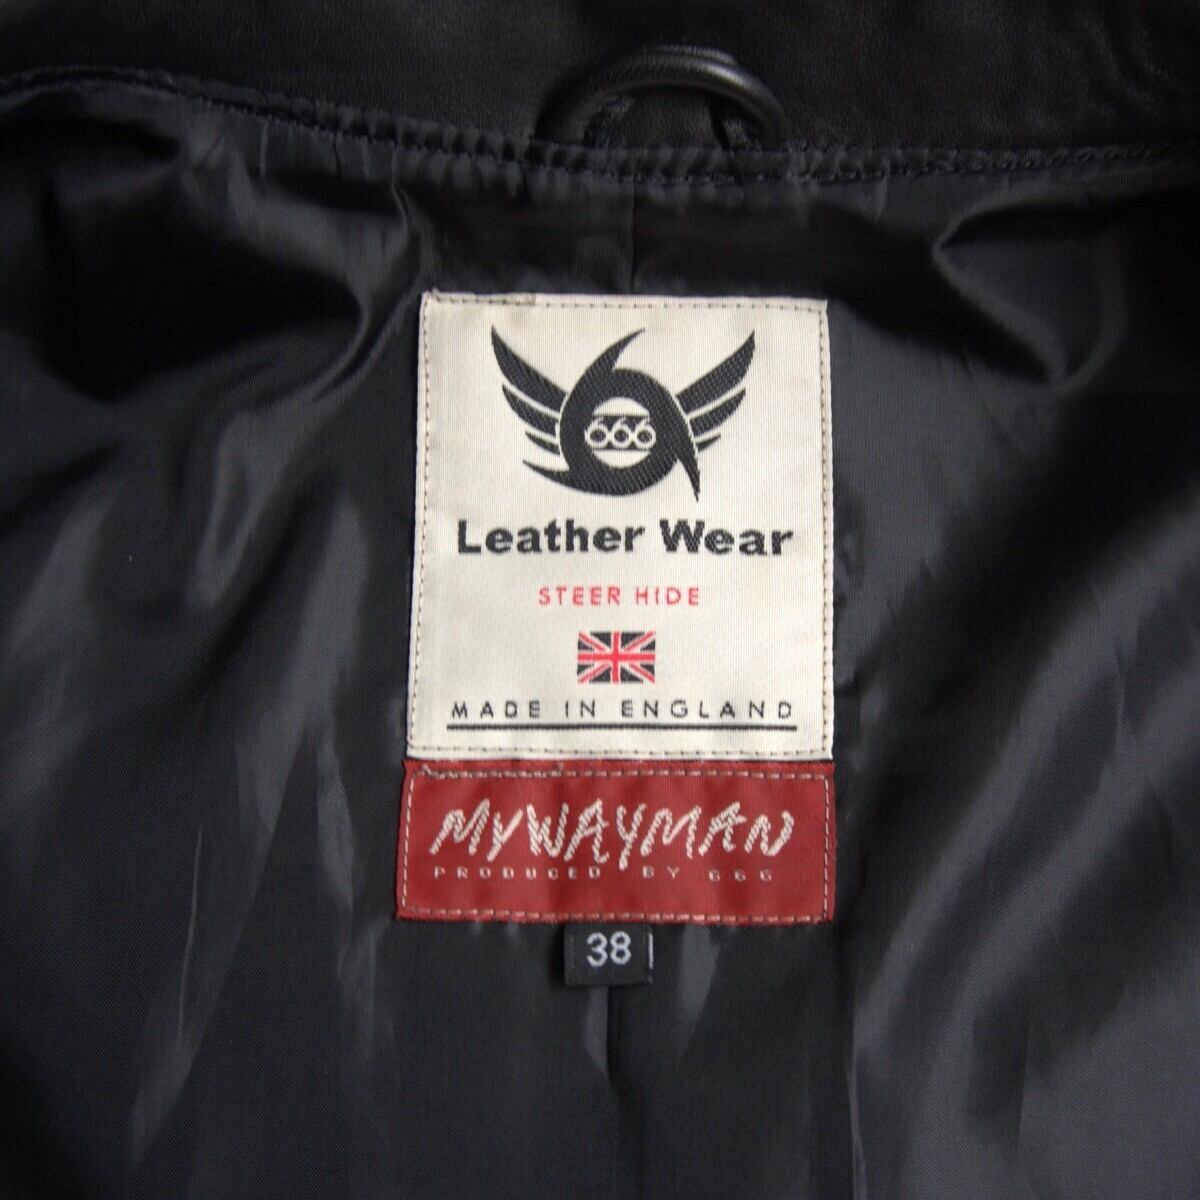 666
Leather Wear
STEER HIDE
MADE IN ENGLAND
MYWAYMAN
PRODUCED BY 666
38